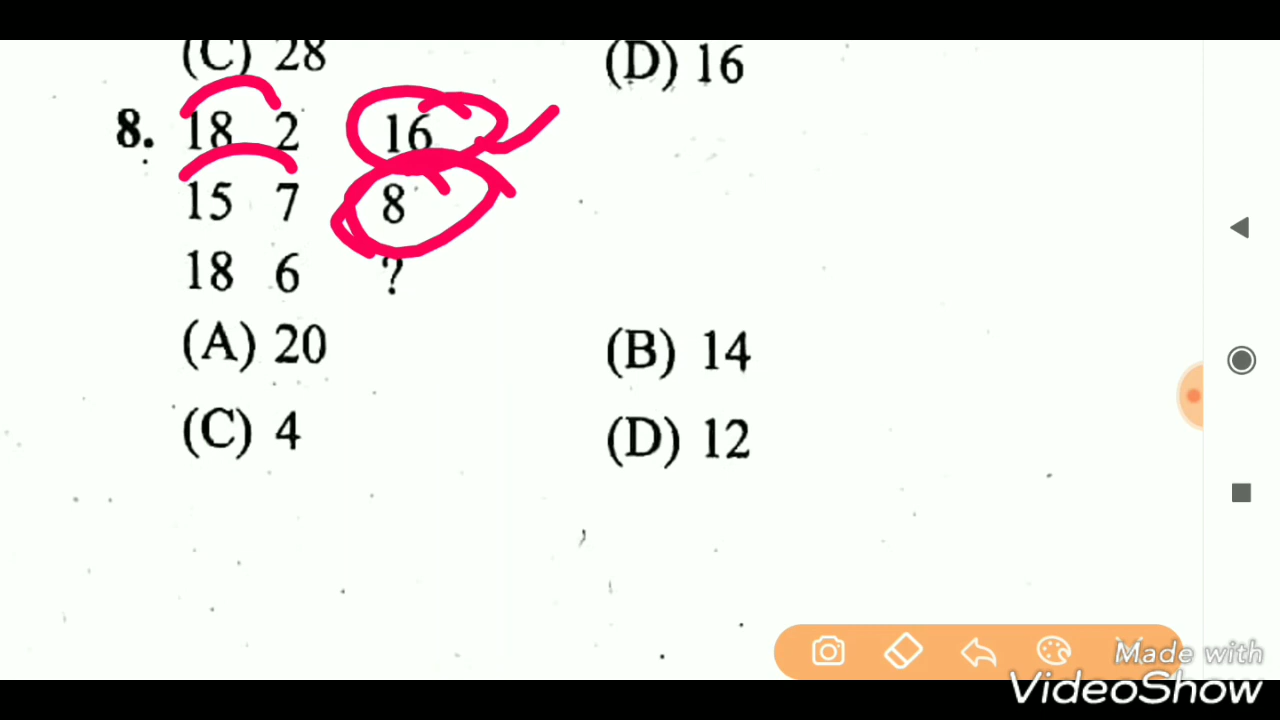 (C) 28 (D) 16
8. 18 2 16
15 7 8
18 6 ?
(A) 20 (B) 14
(C) 4 (D) 12
Made with
VideoShow